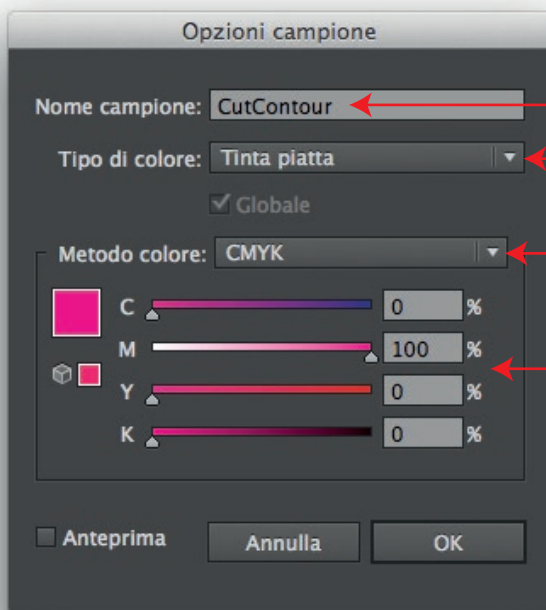 Opzioni campione
Nome campione: CutContour
Tipo di colore: Tinta piatta
Globale
Metodo colore: CMYK
C 0 %
M 100 %
Y 0 %
K 0 %
Anteprima Annulla OK